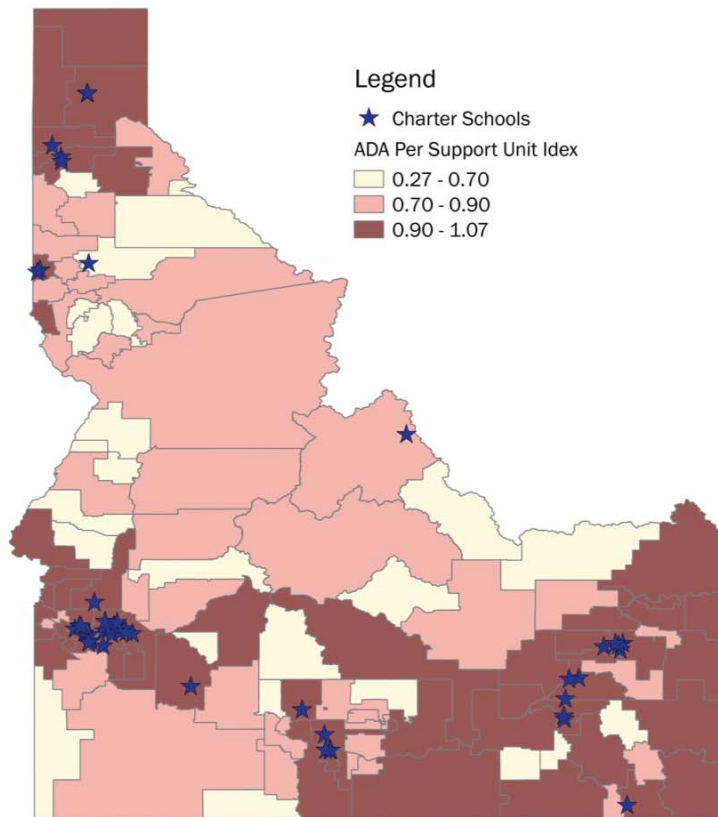 Legend
Charter Schools
ADA Per Support Unit Idex
0.27 - 0.70
0.70 - 0.90
0.90 - 1.07